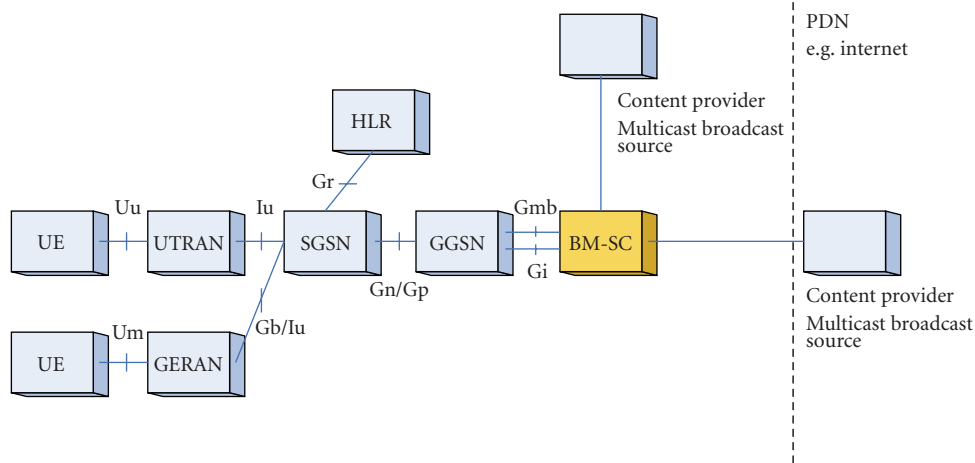 PDN
e.g. internet
Content provider
Multicast broadcast
source
HLR
Gr
Uu
Iu
Gmb
UE
UTRAN
SGSN
GGSN
BM-SC
Gi
Gn/Gp
Content provider
Multicast broadcast
source
Um
Gb/Iu
UE
GERAN